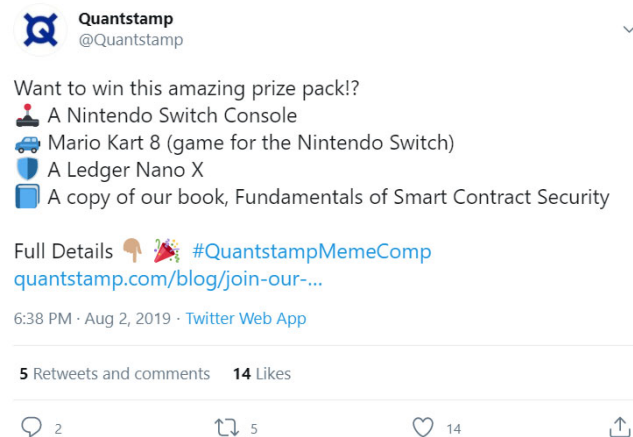 Quantstamp
@Quantstamp
Want to win this amazing prize pack!?
🕹️ A Nintendo Switch Console
🚙 Mario Kart 8 (game for the Nintendo Switch)
🛡️ A Ledger Nano X
📘 A copy of our book, Fundamentals of Smart Contract Security
Full Details 👇🏽 🎉 #QuantstampMemeComp
quantstamp.com/blog/join-our-...
6:38 PM · Aug 2, 2019 · Twitter Web App
5 Retweets and comments 14 Likes
2 5 14